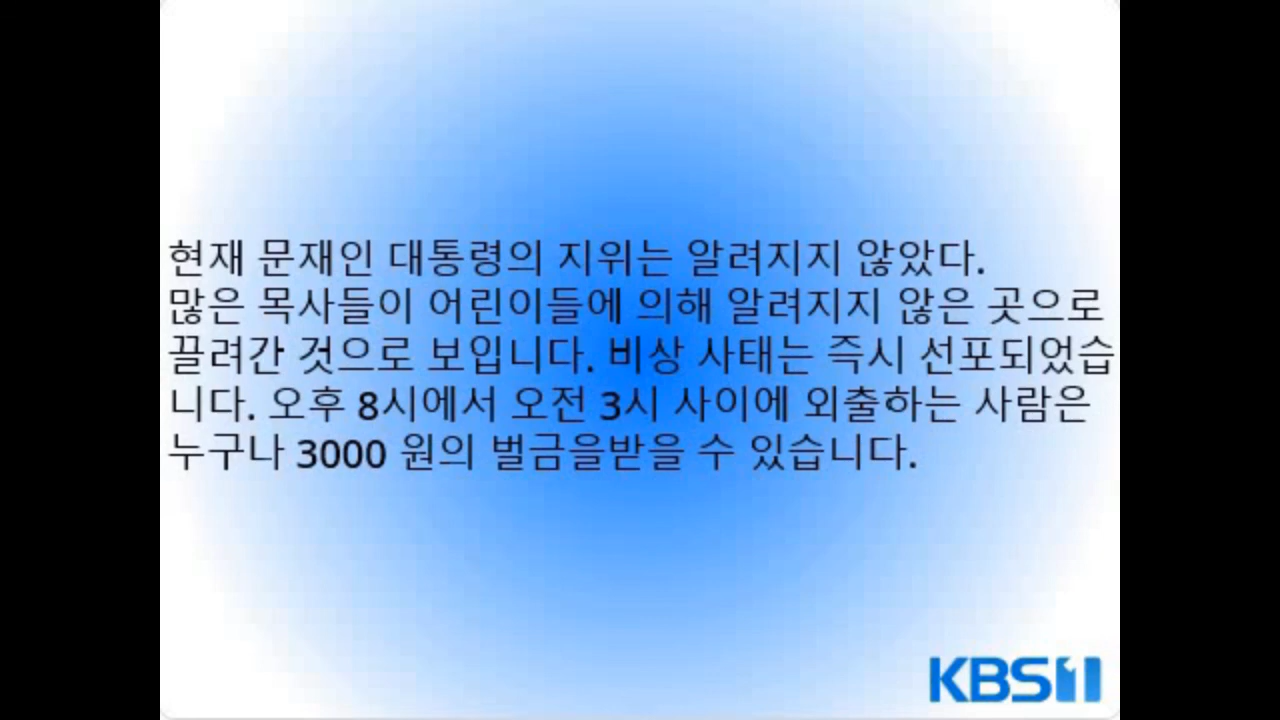 현재 문재인 대통령의 지위는 알려지지 않았다.
많은 목사들이 어린이들에 의해 알려지지 않은 곳으로
끌려간 것으로 보입니다. 비상 사태는 즉시 선포되었습
니다. 오후 8시에서 오전 3시 사이에 외출하는 사람은
누구나 3000 원의 벌금을받을 수 있습니다.
KBS1